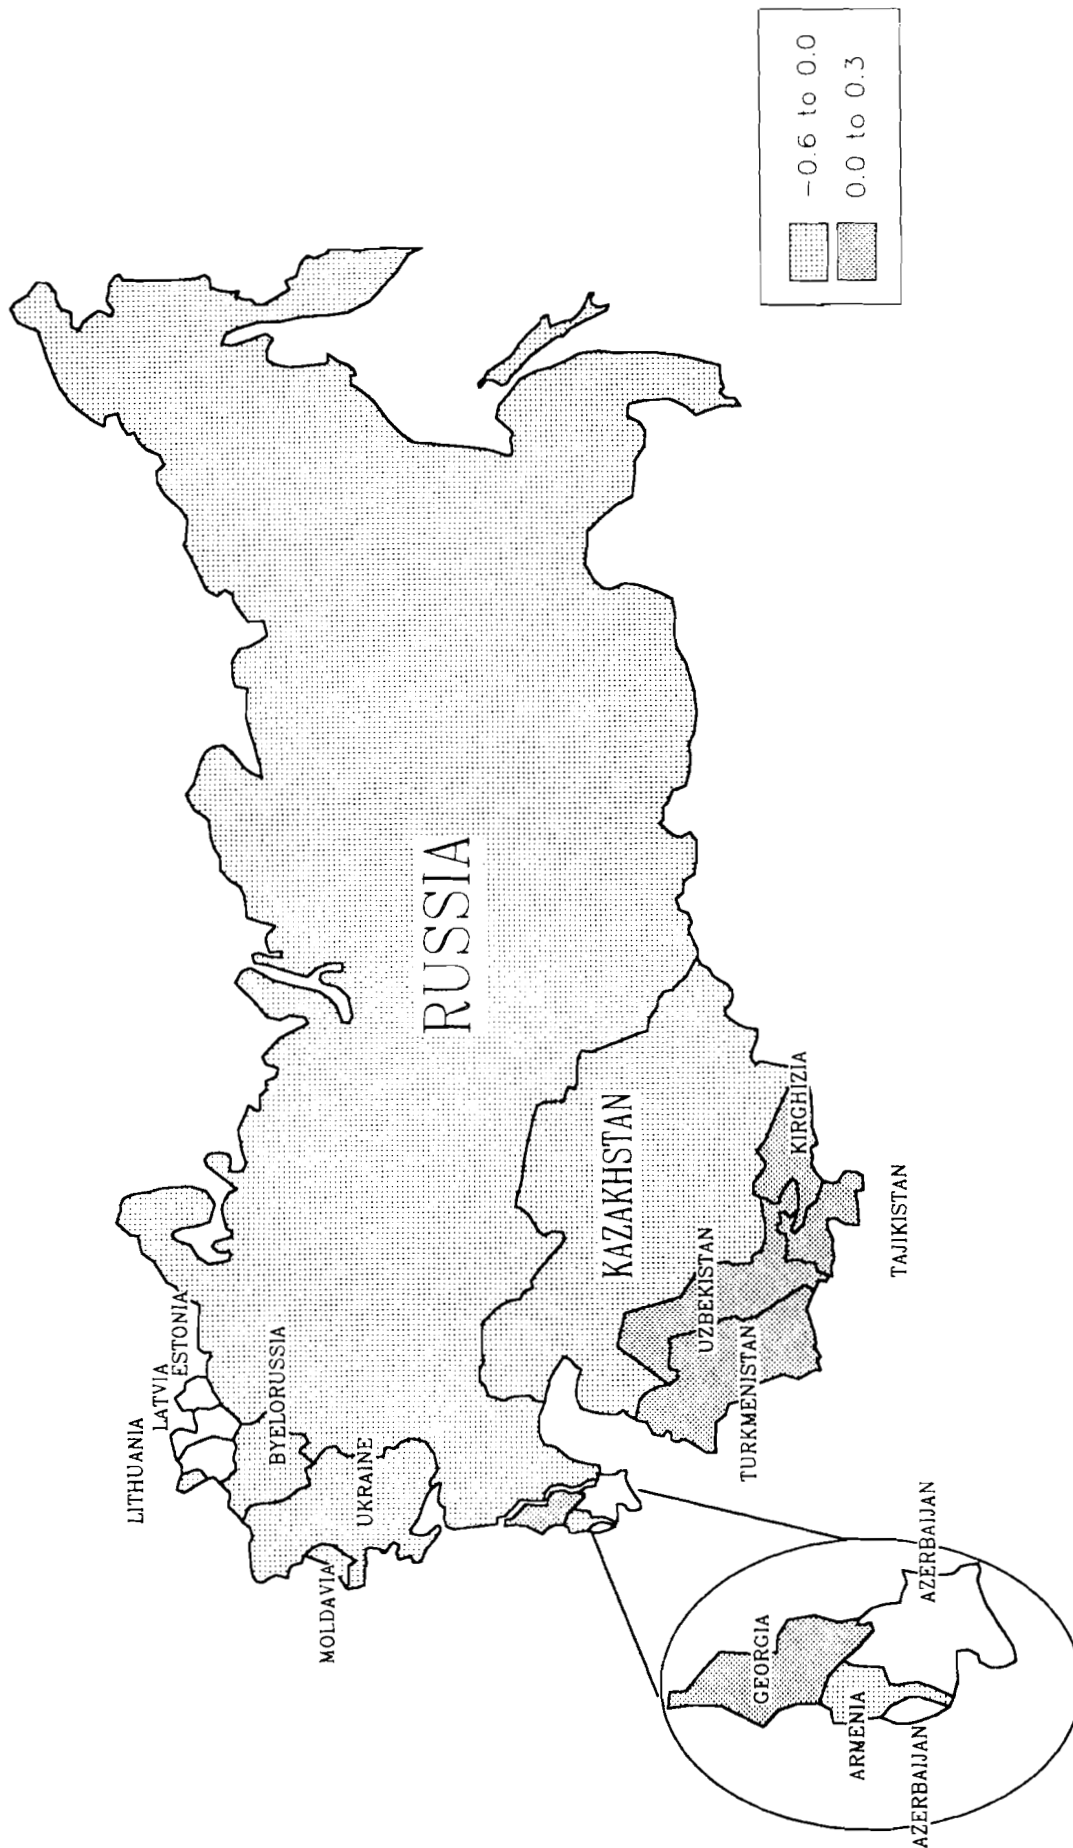 LITHUANIA
LATVIA
ESTONIA
BYELORUSSIA
UKRAINE
MOLDAVIA
RUSSIA
KAZAKHSTAN
UZBEKISTAN
TURKMENISTAN
KIRGHIZIA
TAJIKISTAN
GEORGIA
ARMENIA
AZERBAIJAN
AZERBAIJAN
-0.6 to 0.0
0.0 to 0.3